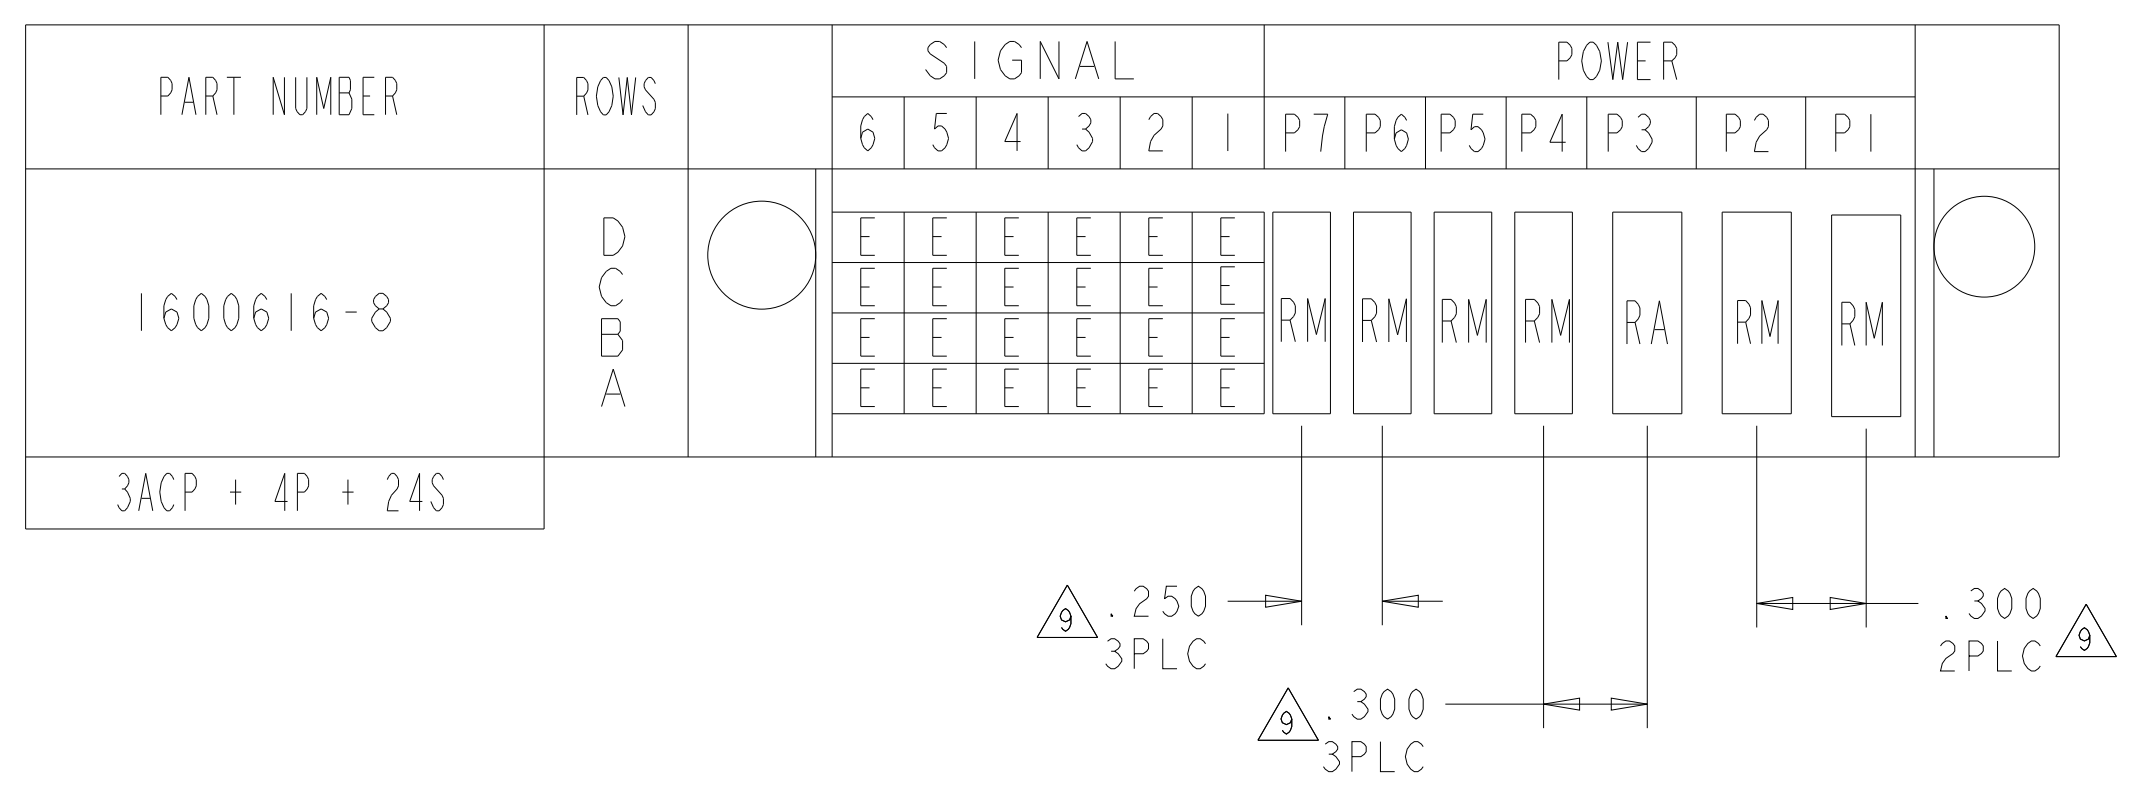 PART NUMBER ROWS SIGNAL POWER
6 5 4 3 2 1 P7 P6 P5 P4 P3 P2 P1
1600616-8
D E E E E E E
C E E E E E E
B E E E E E E
A E E E E E E
RM RM RM RM RA RM RM
3ACP + 4P + 24S
9 .250
3PLC
.300 9
2PLC
9 .300
3PLC